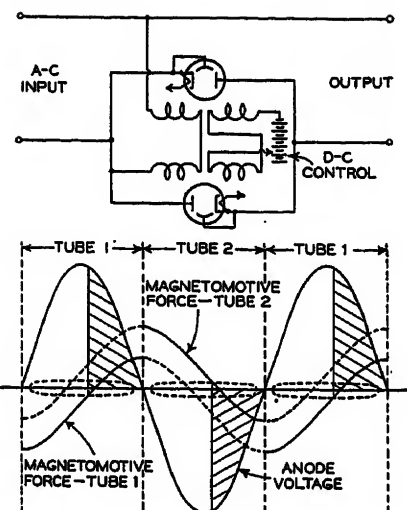 A-C
INPUT
OUTPUT
D-C
CONTROL
TUBE 1
TUBE 2
TUBE 1
MAGNETOMOTIVE
FORCE-TUBE 2
MAGNETOMOTIVE
FORCE-TUBE 1
ANODE
VOLTAGE